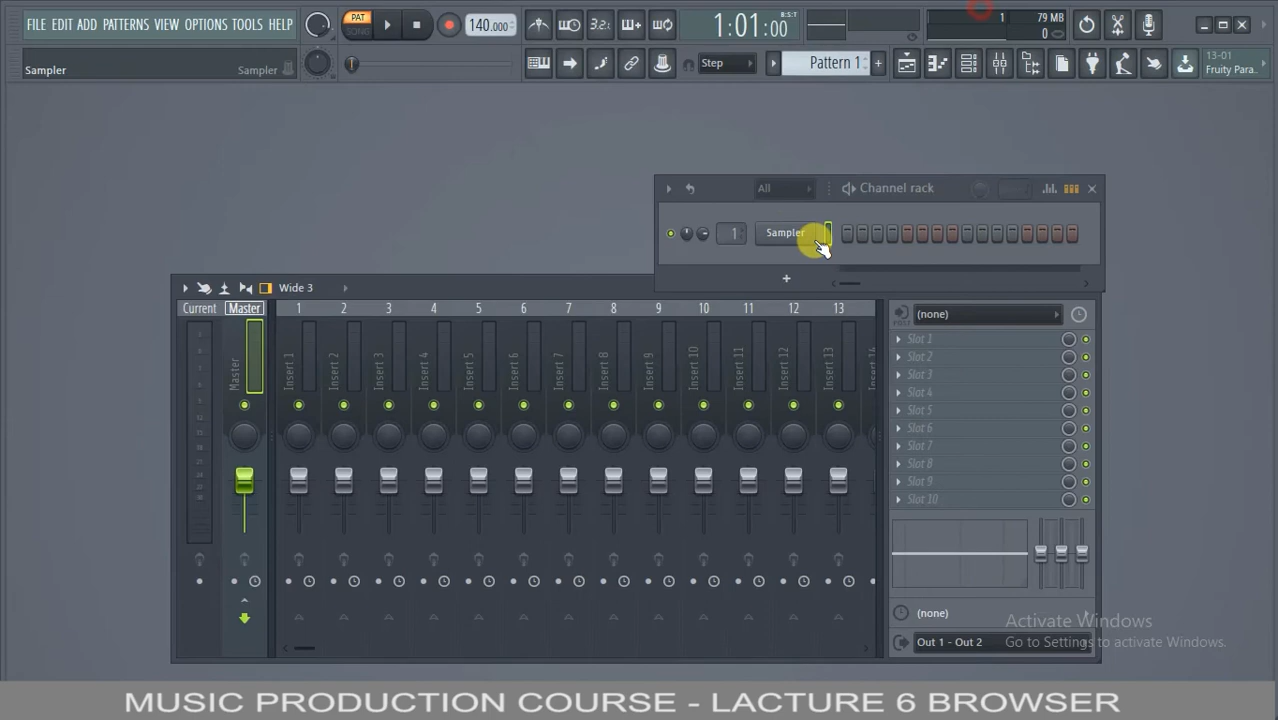 FILE EDIT ADD PATTERNS VIEW OPTIONS TOOLS HELP
PAT
SONG
140.000
3.2:
1:01:00
B:S:T
1
79 MB
0
Sampler
Sampler
Step
Pattern 1
+
13-01
Fruity Para..
All
Channel rack
1
Sampler
+
Wide 3
Current
Master
1
2
3
4
5
6
7
8
9
10
11
12
13
Master
Insert 1
Insert 2
Insert 3
Insert 4
Insert 5
Insert 6
Insert 7
Insert 8
Insert 9
Insert 10
Insert 11
Insert 12
Insert 13
(none)
POST
Slot 1
Slot 2
Slot 3
Slot 4
Slot 5
Slot 6
Slot 7
Slot 8
Slot 9
Slot 10
(none)
Out 1 - Out 2
Activate Windows
Go to Settings to activate Windows.
MUSIC PRODUCTION COURSE - LACTURE 6 BROWSER